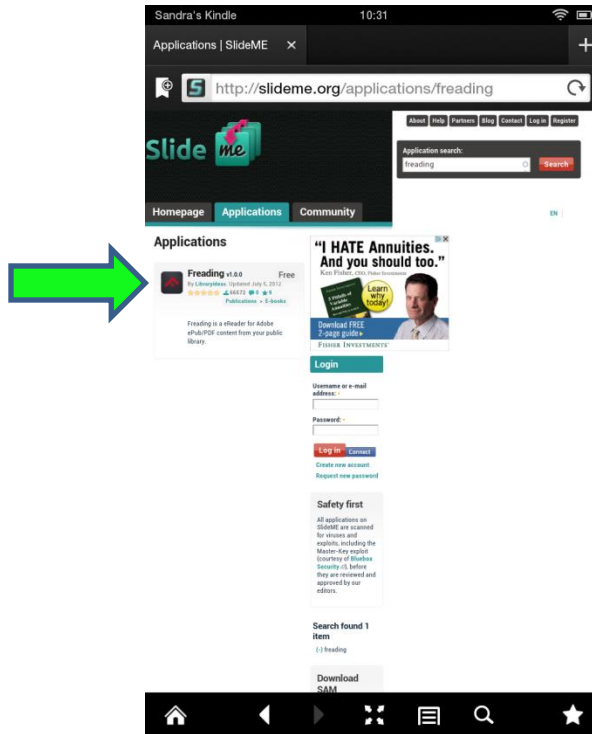 Sandra's Kindle 10:31
Applications | SlideME ×
http://slideme.org/applications/freading
Slide me
About Help Partners Blog Contact Log in Register
Application search:
freading Search
Homepage Applications Community
EN
Applications
Freading v1.0.0 Free
By LibraryIdeas. Updated July 5, 2012
Publications » E-books
Freading is a eReader for Adobe
ePub/PDF content from your public
library.
"I HATE Annuities.
And you should too."
Ken Fisher, CEO, Fisher Investments
Learn
why
today!
Download FREE
2-page guide
FISHER INVESTMENTS
Login
Username or e-mail
address: *
Password: *
Log in Connect
Create new account
Request new password
Safety first
All applications on
SlideME are scanned
for viruses and
exploits, including the
Master-Key exploit
(courtesy of Bluebox
Security), before
they are reviewed and
approved by our
editors.
Search found 1
item
(-) freading
Download
SAM